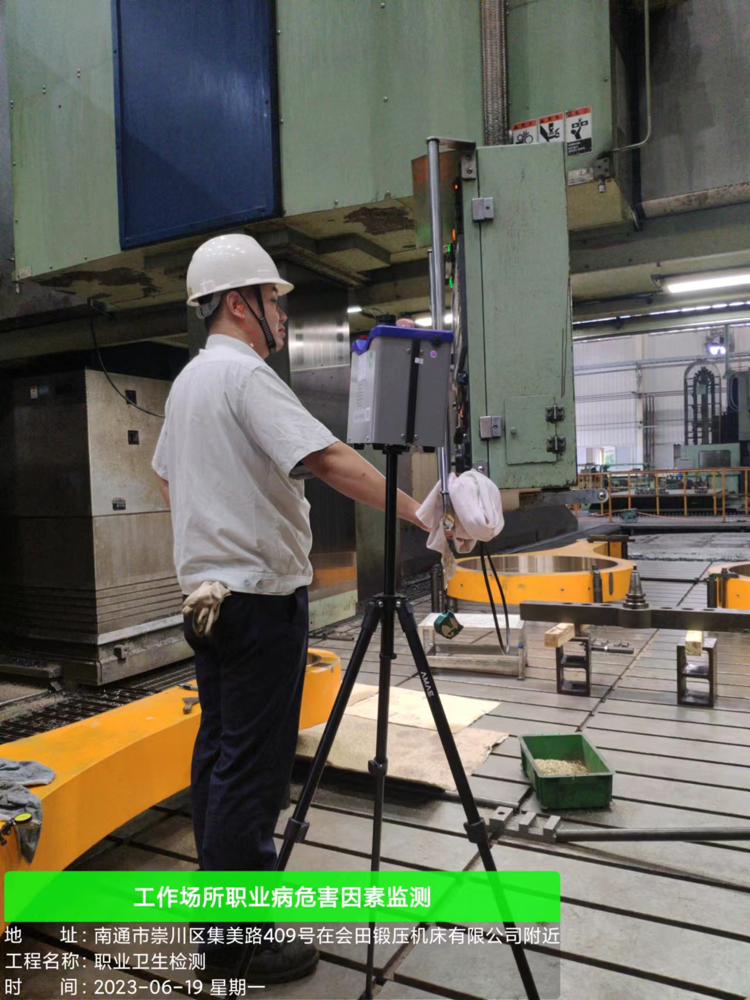 AMAE
工作场所职业病危害因素监测
地 址：南通市崇川区集美路409号在会田锻压机床有限公司附近
工程名称：职业卫生检测
时 间：2023-06-19 星期一